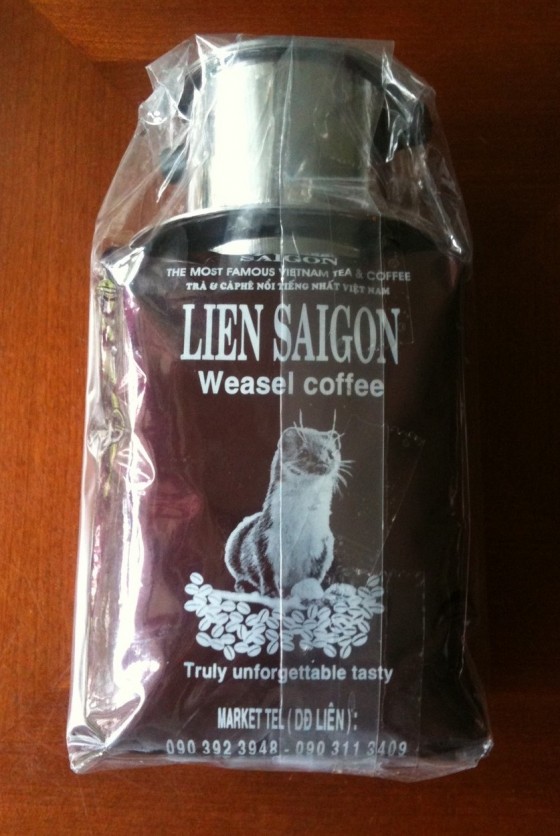 SAIGON
THE MOST FAMOUS VIETNAM TEA & COFFEE
TRÀ & CÀPHÊ NỔI TIẾNG NHẤT VIỆT NAM
LIEN SAIGON
Weasel coffee
Truly unforgettable tasty
MARKET TEL ( DĐ LIÊN ) :
090 392 3948 - 090 311 3409